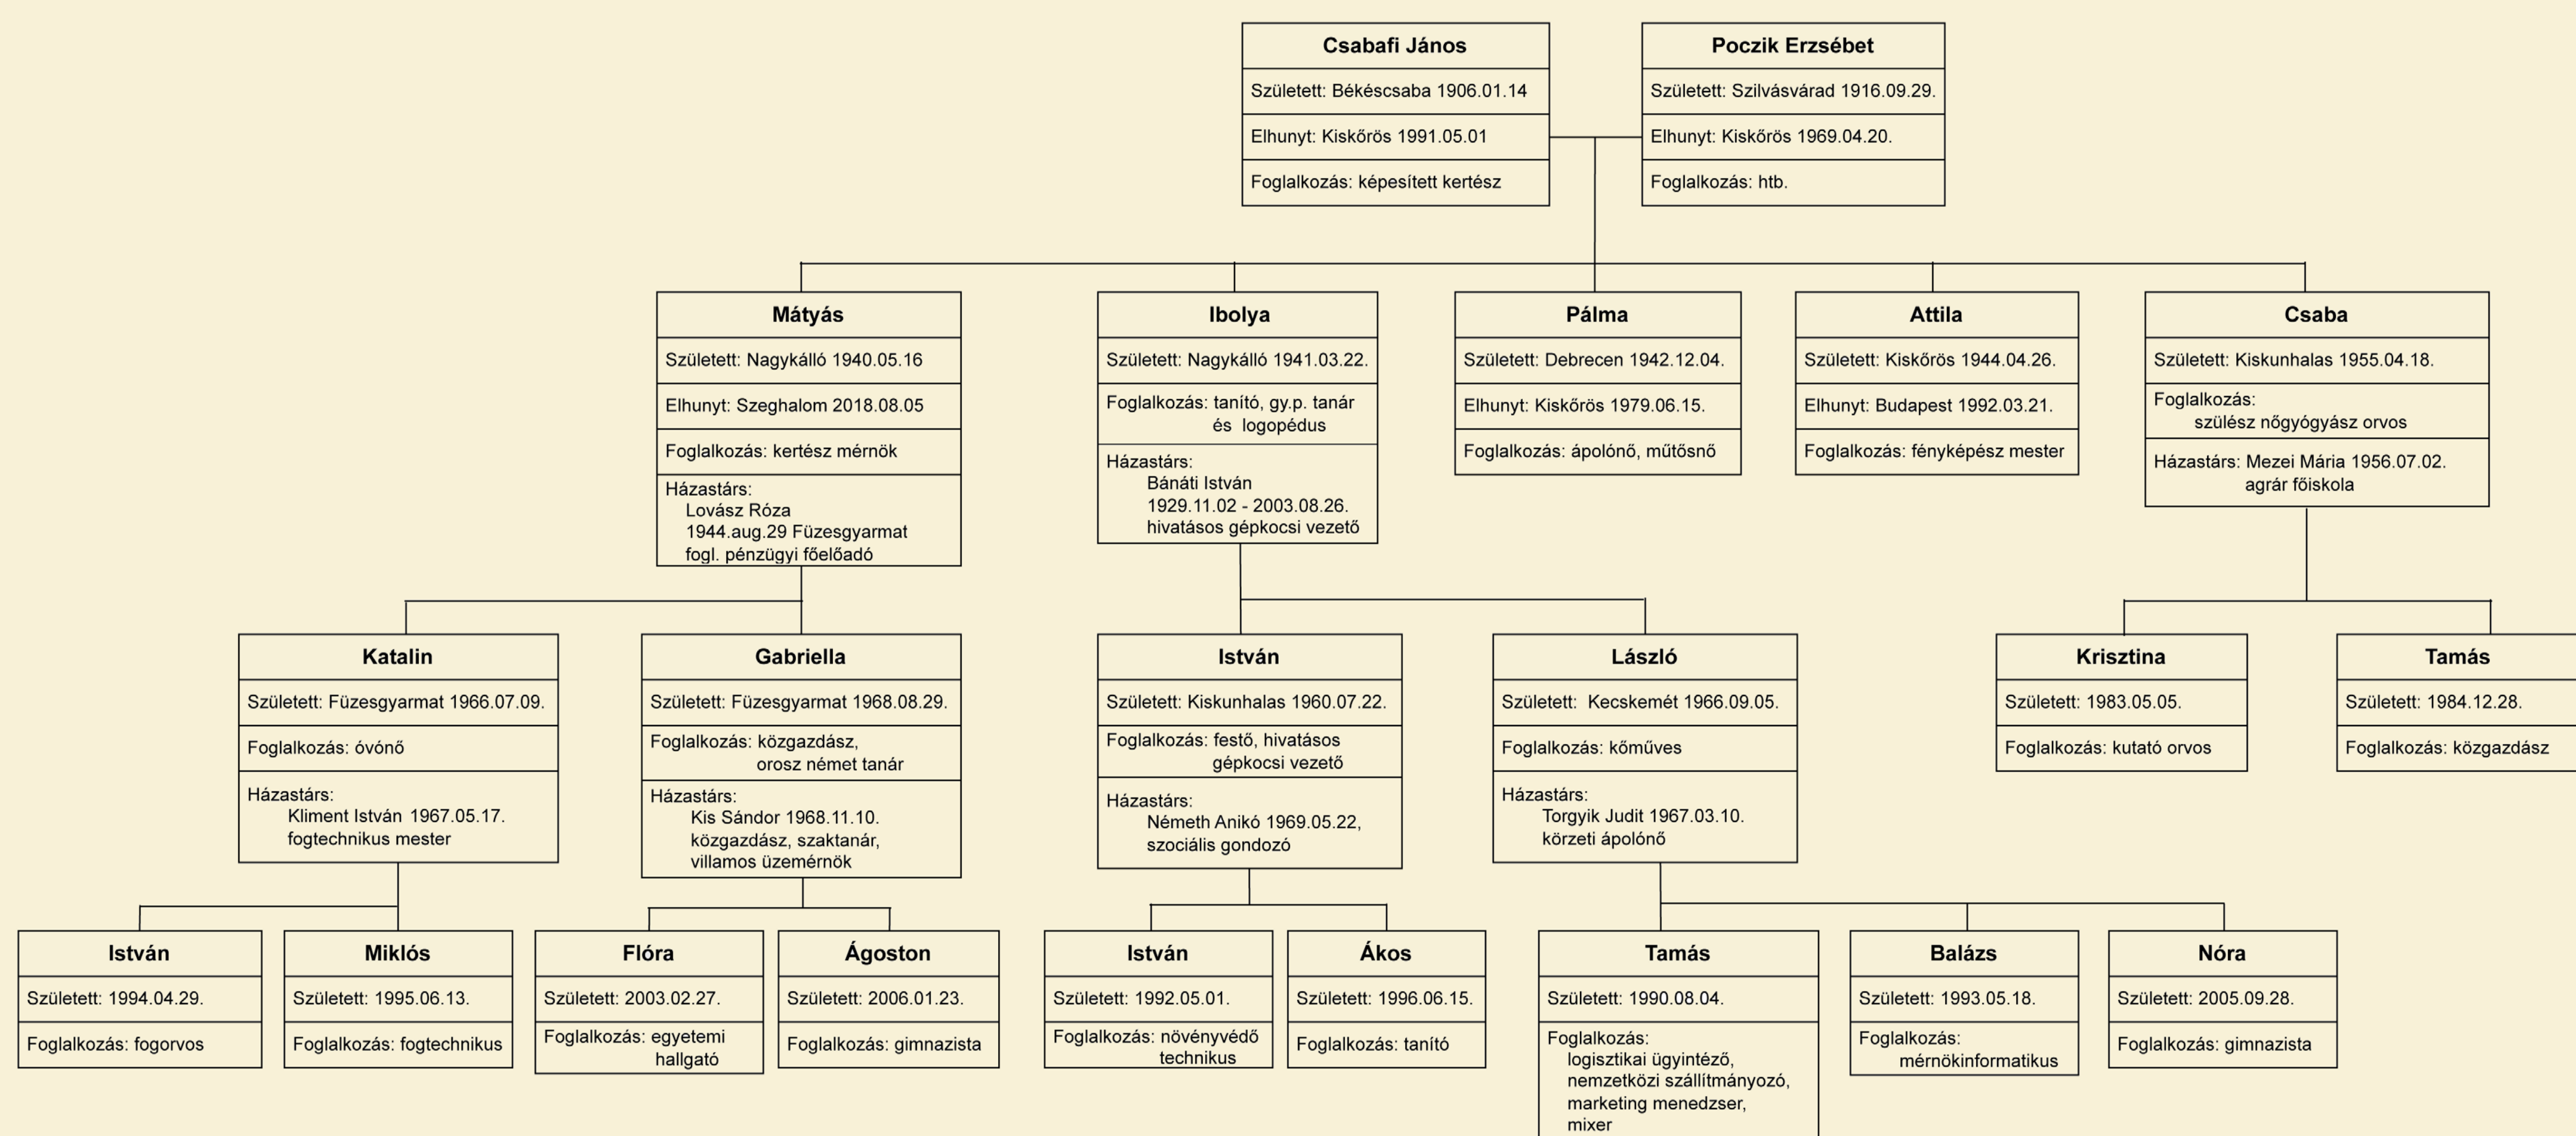 Csabafi János
Született: Békéscsaba 1906.01.14
Elhunyt: Kiskőrös 1991.05.01
Foglalkozás: képesített kertész
Poczik Erzsébet
Született: Szilvásvárad 1916.09.29.
Elhunyt: Kiskőrös 1969.04.20.
Foglalkozás: htb.
Mátyás
Született: Nagykálló 1940.05.16
Elhunyt: Szeghalom 2018.08.05
Foglalkozás: kertész mérnök
Házastárs:
Lovász Róza
1944.aug.29 Füzesgyarmat
fogl. pénzügyi főelőadó
Ibolya
Született: Nagykálló 1941.03.22.
Foglalkozás: tanító, gy.p. tanár
és logopédus
Házastárs:
Bánáti István
1929.11.02 - 2003.08.26.
hivatásos gépkocsi vezető
Pálma
Született: Debrecen 1942.12.04.
Elhunyt: Kiskőrös 1979.06.15.
Foglalkozás: ápolónő, műtősnő
Attila
Született: Kiskőrös 1944.04.26.
Elhunyt: Budapest 1992.03.21.
Foglalkozás: fényképész mester
Csaba
Született: Kiskunhalas 1955.04.18.
Foglalkozás:
szülész nőgyógyász orvos
Házastárs: Mezei Mária 1956.07.02.
agrár főiskola
Katalin
Született: Füzesgyarmat 1966.07.09.
Foglalkozás: óvónő
Házastárs:
Kliment István 1967.05.17.
fogtechnikus mester
Gabriella
Született: Füzesgyarmat 1968.08.29.
Foglalkozás: közgazdász,
orosz német tanár
Házastárs:
Kis Sándor 1968.11.10.
közgazdász, szaktanár,
villamos üzemérnök
István
Született: Kiskunhalas 1960.07.22.
Foglalkozás: festő, hivatásos
gépkocsi vezető
Házastárs:
Németh Anikó 1969.05.22,
szociális gondozó
László
Született: Kecskemét 1966.09.05.
Foglalkozás: kőműves
Házastárs:
Torgyik Judit 1967.03.10.
körzeti ápolónő
Krisztina
Született: 1983.05.05.
Foglalkozás: kutató orvos
Tamás
Született: 1984.12.28.
Foglalkozás: közgazdász
István
Született: 1994.04.29.
Foglalkozás: fogorvos
Miklós
Született: 1995.06.13.
Foglalkozás: fogtechnikus
Flóra
Született: 2003.02.27.
Foglalkozás: egyetemi
hallgató
Ágoston
Született: 2006.01.23.
Foglalkozás: gimnazista
István
Született: 1992.05.01.
Foglalkozás: növényvédő
technikus
Ákos
Született: 1996.06.15.
Foglalkozás: tanító
Tamás
Született: 1990.08.04.
Foglalkozás:
logisztikai ügyintéző,
nemzetközi szállítmányozó,
marketing menedzser,
mixer
Balázs
Született: 1993.05.18.
Foglalkozás:
mérnökinformatikus
Nóra
Született: 2005.09.28.
Foglalkozás: gimnazista